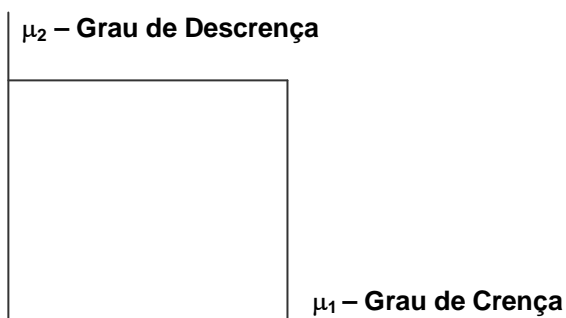 μ2 – Grau de Descrença
μ1 – Grau de Crença